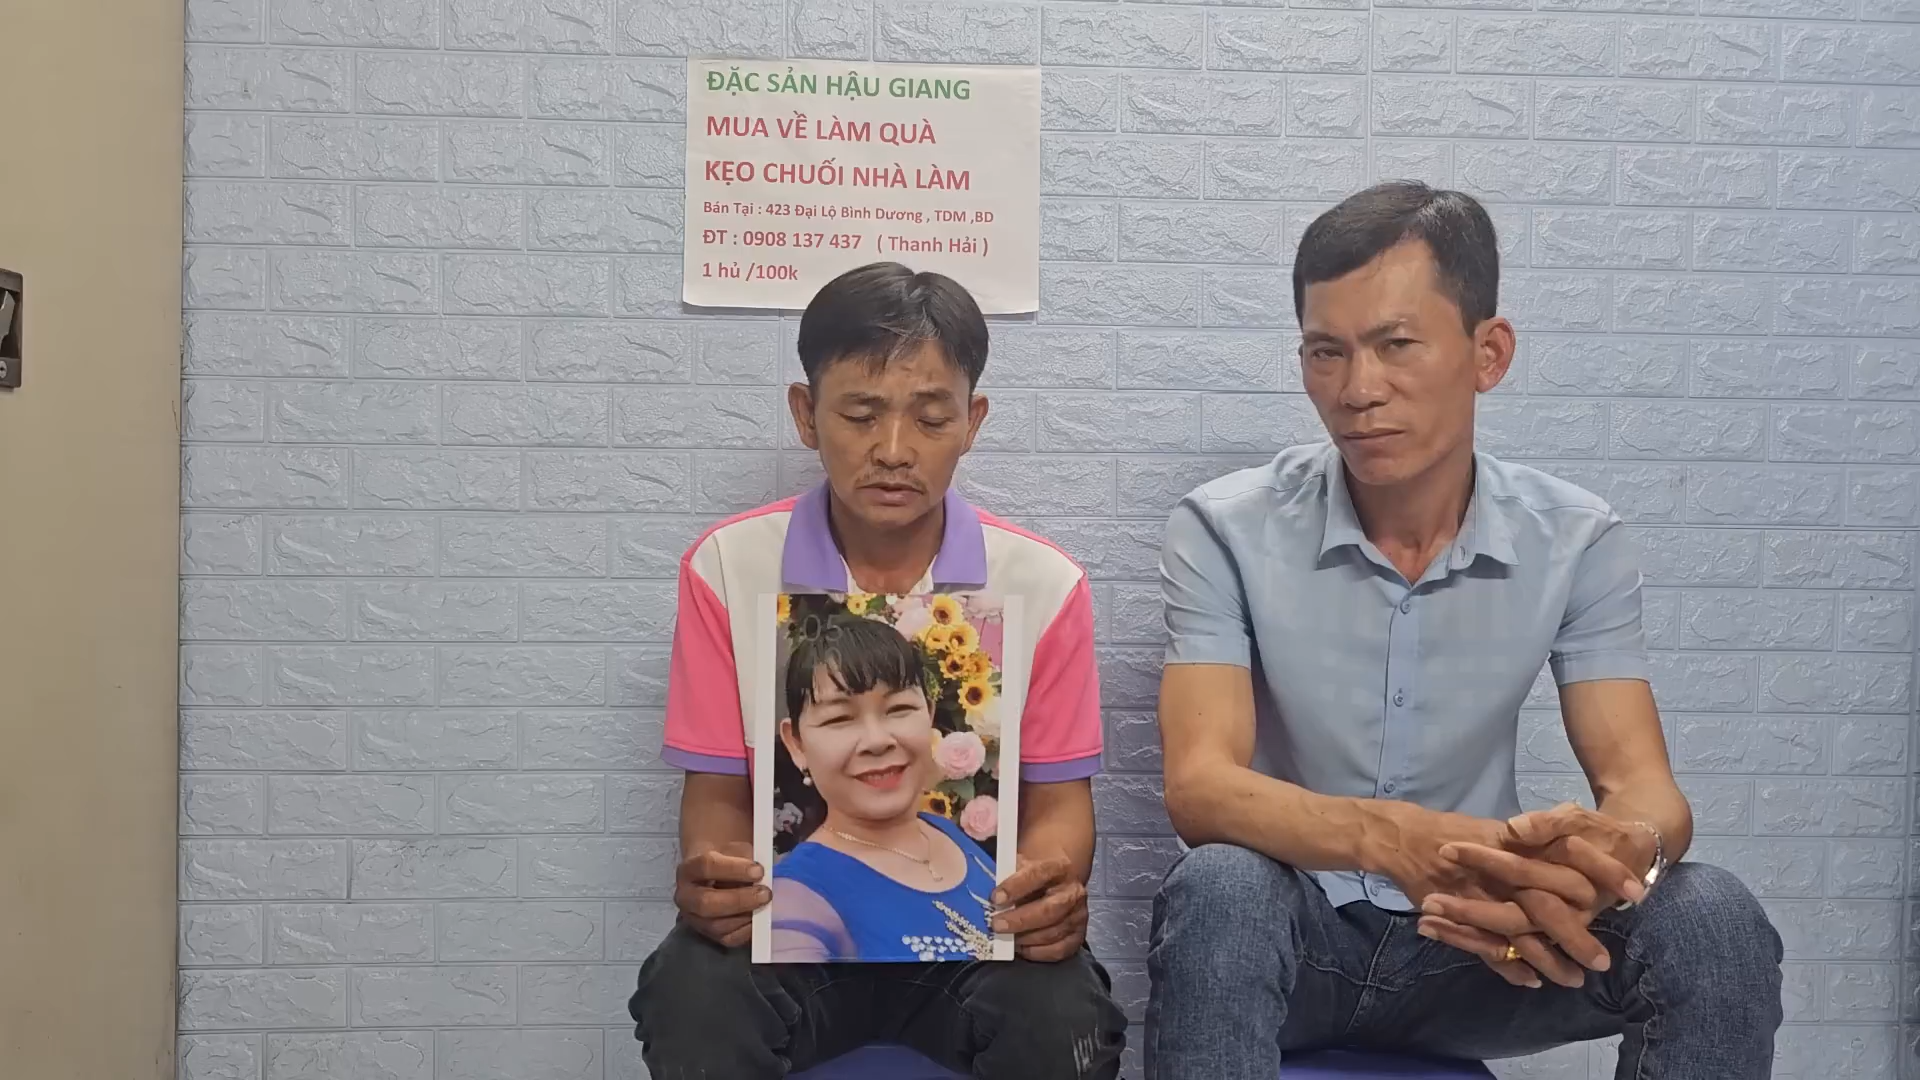 ĐẶC SẢN HẬU GIANG
MUA VỀ LÀM QUÀ
KẸO CHUỐI NHÀ LÀM
Bán Tại : 423 Đại Lộ Bình Dương , TDM ,BD
ĐT : 0908 137 437 ( Thanh Hải )
1 hủ /100k
05